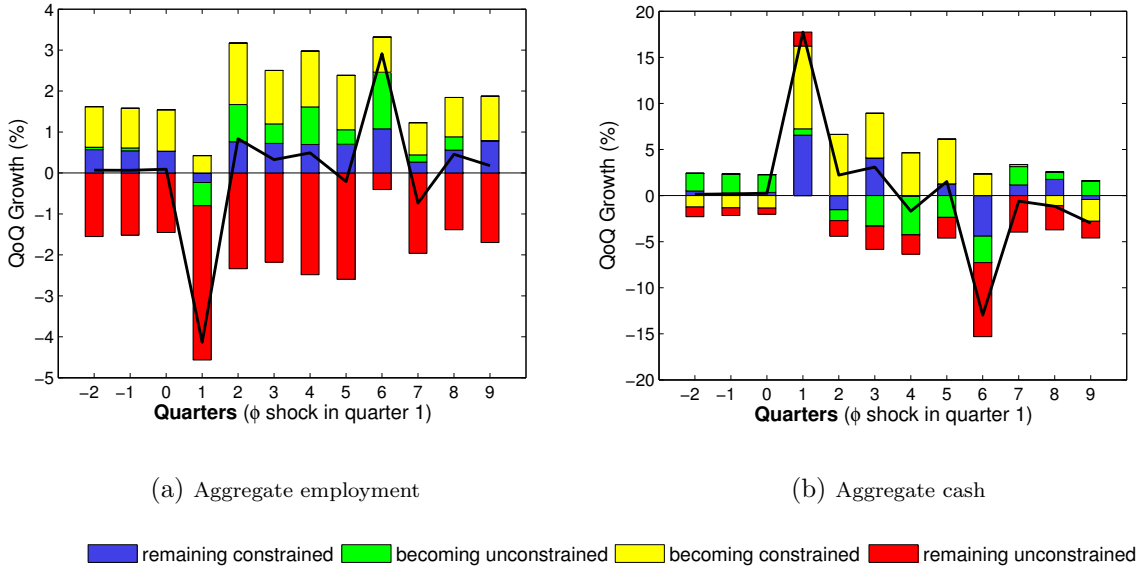 4
3
2
1
0
−1
−2
−3
−4
−5
QoQ Growth (%)
−2 −1 0 1 2 3 4 5 6 7 8 9
Quarters (ϕ shock in quarter 1)
(a) Aggregate employment
20
15
10
5
0
−5
−10
−15
−20
QoQ Growth (%)
−2 −1 0 1 2 3 4 5 6 7 8 9
Quarters (ϕ shock in quarter 1)
(b) Aggregate cash
remaining constrained becoming unconstrained becoming constrained remaining unconstrained